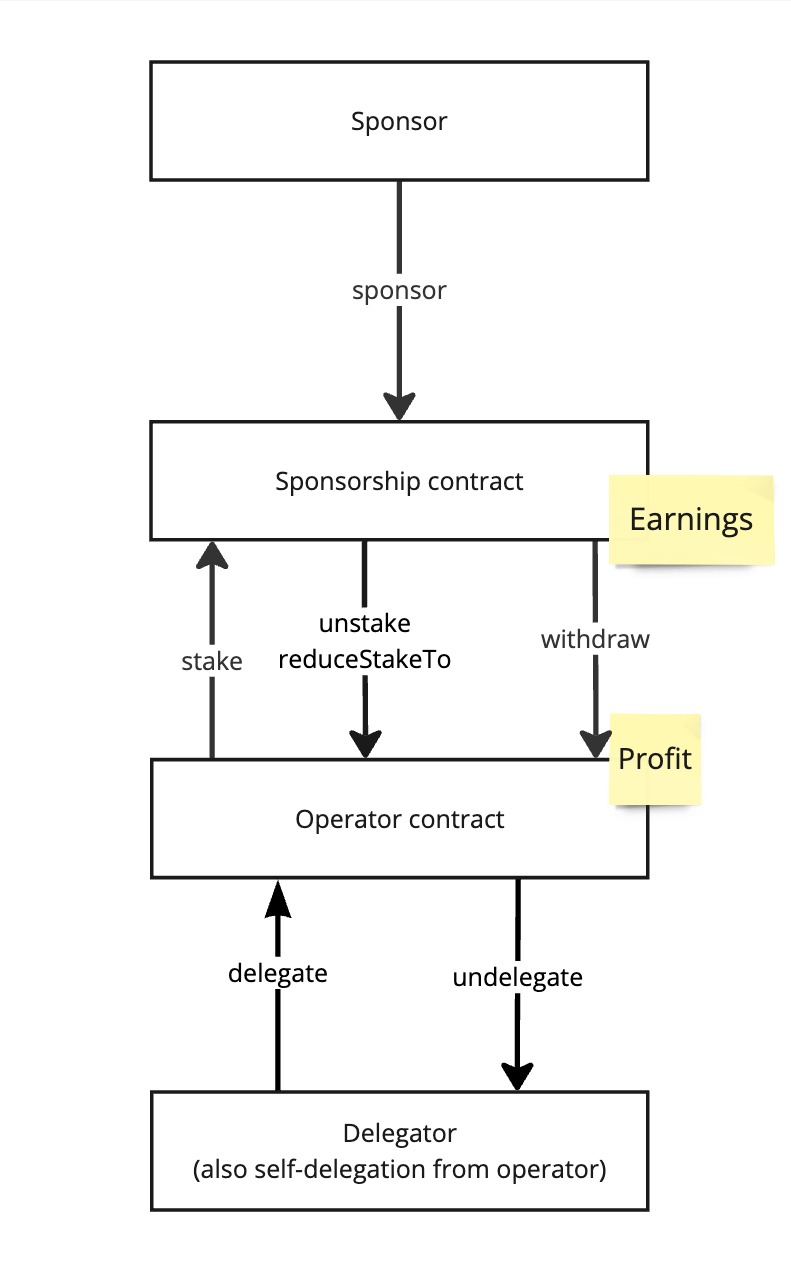 Sponsor
sponsor
Sponsorship contract
Earnings
unstake
reduceStakeTo
stake
withdraw
Profit
Operator contract
delegate
undelegate
Delegator
(also self-delegation from operator)